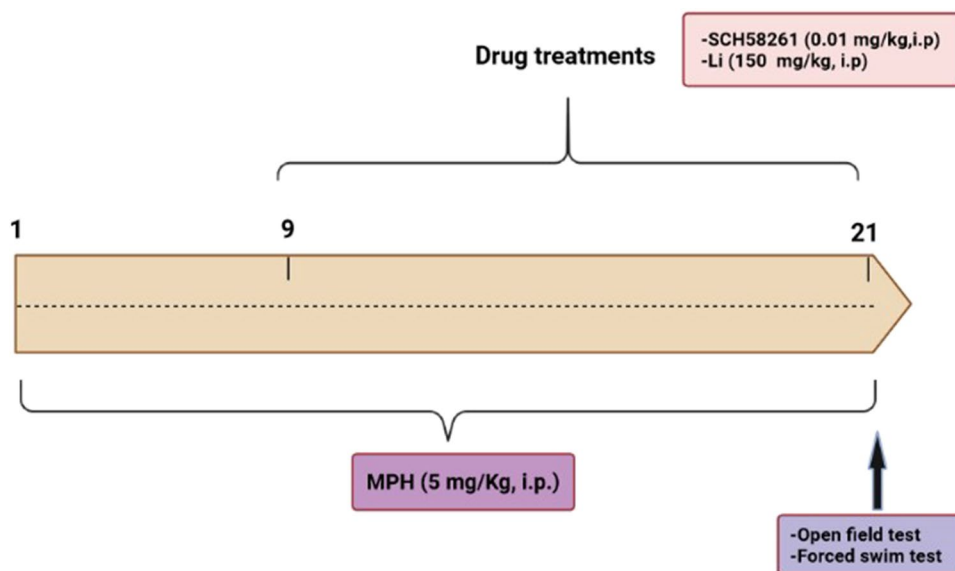 -SCH58261 (0.01 mg/kg,i.p)
-Li (150 mg/kg, i.p)
Drug treatments
1
9
21
MPH (5 mg/Kg, i.p.)
-Open field test
-Forced swim test